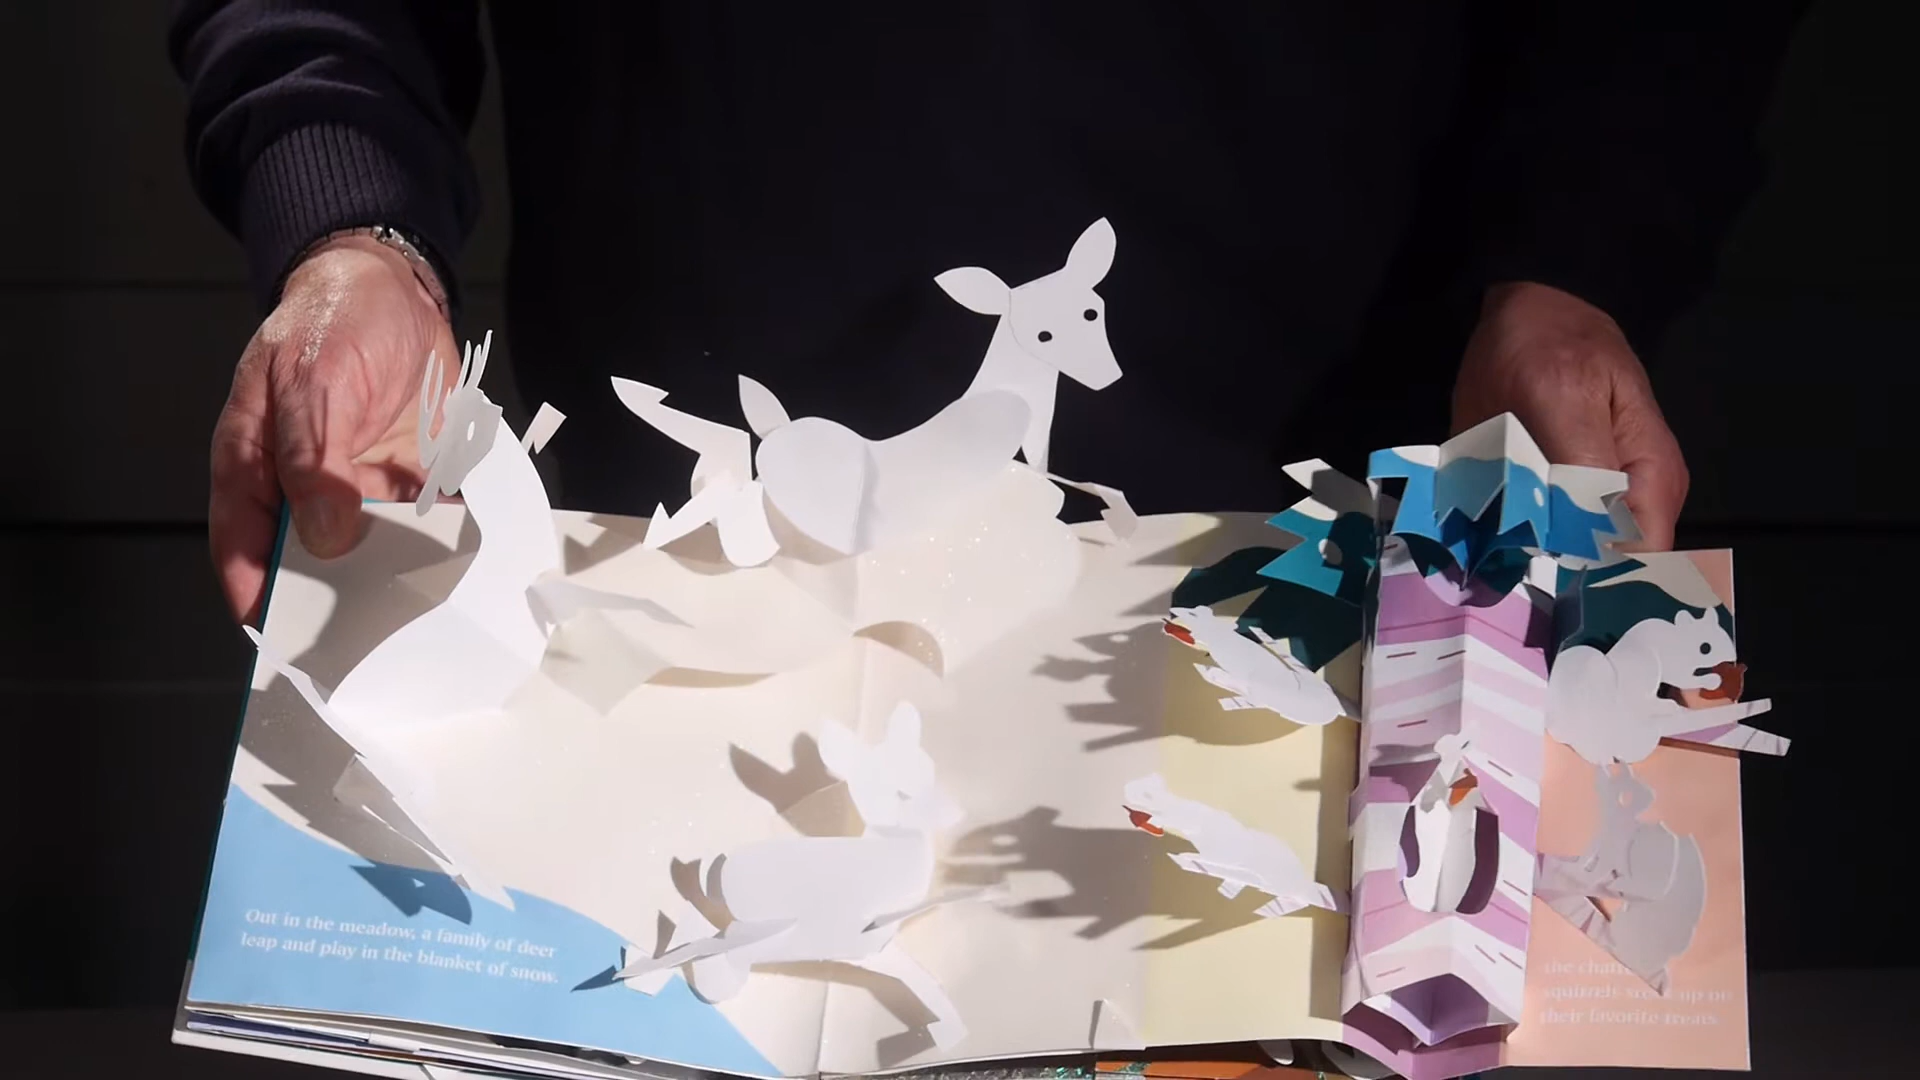 Out in the meadow, a family of deer
leap and play in the blanket of snow.
the
squirrels up on
their favorite treats.